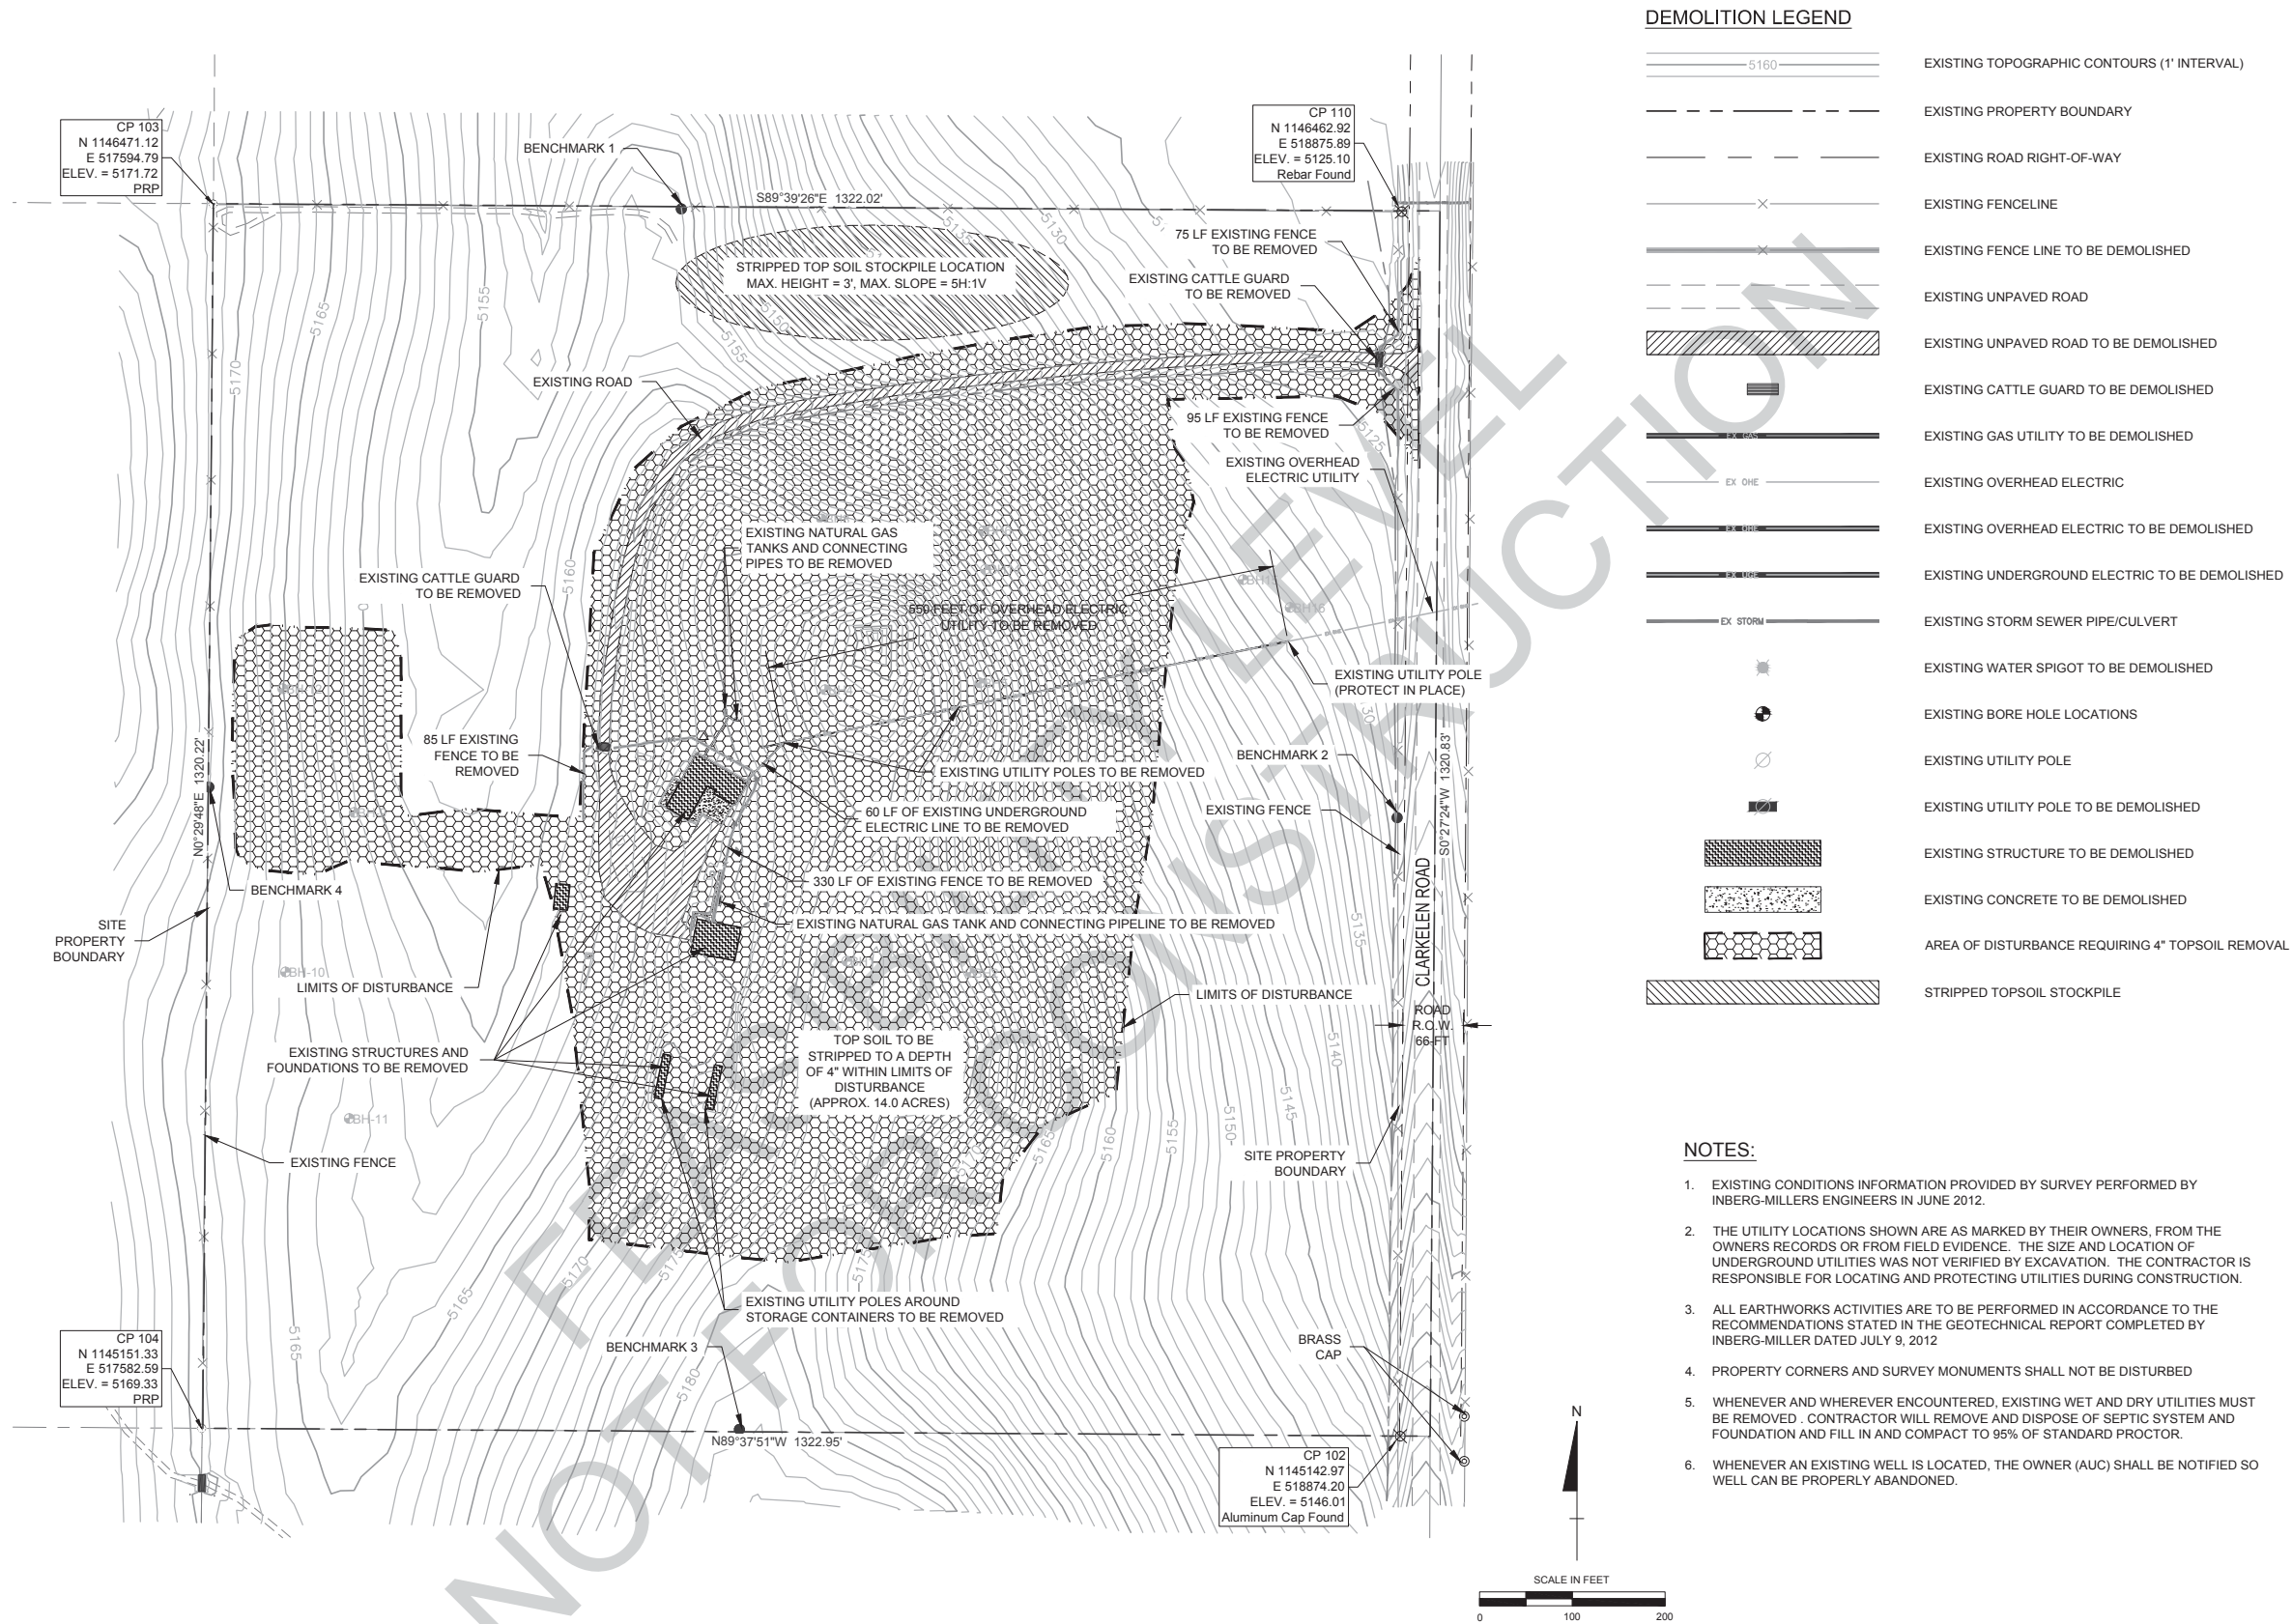 DEMOLITION LEGEND
5160
EXISTING TOPOGRAPHIC CONTOURS (1' INTERVAL)
EXISTING PROPERTY BOUNDARY
EXISTING ROAD RIGHT-OF-WAY
EXISTING FENCELINE
EXISTING FENCE LINE TO BE DEMOLISHED
EXISTING UNPAVED ROAD
EXISTING UNPAVED ROAD TO BE DEMOLISHED
EXISTING CATTLE GUARD TO BE DEMOLISHED
EX GAS
EXISTING GAS UTILITY TO BE DEMOLISHED
EX OHE
EXISTING OVERHEAD ELECTRIC
EX OHE
EXISTING OVERHEAD ELECTRIC TO BE DEMOLISHED
EX UGE
EXISTING UNDERGROUND ELECTRIC TO BE DEMOLISHED
EX STORM
EXISTING STORM SEWER PIPE/CULVERT
EXISTING WATER SPIGOT TO BE DEMOLISHED
EXISTING BORE HOLE LOCATIONS
EXISTING UTILITY POLE
EXISTING UTILITY POLE TO BE DEMOLISHED
EXISTING STRUCTURE TO BE DEMOLISHED
EXISTING CONCRETE TO BE DEMOLISHED
AREA OF DISTURBANCE REQUIRING 4" TOPSOIL REMOVAL
STRIPPED TOPSOIL STOCKPILE
CP 103
N 1146471.12
E 517594.79
ELEV. = 5171.72
PRP
BENCHMARK 1
S89°39'26"E 1322.02'
CP 110
N 1146462.92
E 518875.89
ELEV. = 5125.10
Rebar Found
75 LF EXISTING FENCE
TO BE REMOVED
STRIPPED TOP SOIL STOCKPILE LOCATION
MAX. HEIGHT = 3', MAX. SLOPE = 5H:1V
EXISTING CATTLE GUARD
TO BE REMOVED
5135
5130
5165
5155
5150
5155
5170
EXISTING ROAD
95 LF EXISTING FENCE
TO BE REMOVED
5125
EXISTING OVERHEAD
ELECTRIC UTILITY
EXISTING NATURAL GAS
TANKS AND CONNECTING
PIPES TO BE REMOVED
EXISTING CATTLE GUARD
TO BE REMOVED
5160
550 FEET OF OVERHEAD ELECTRIC
UTILITY TO BE REMOVED
EXISTING UTILITY POLE
(PROTECT IN PLACE)
85 LF EXISTING
FENCE TO BE
REMOVED
BENCHMARK 2
EXISTING UTILITY POLES TO BE REMOVED
N0°29'48"E 1320.22'
S0°27'24"W 1320.83'
EXISTING FENCE
60 LF OF EXISTING UNDERGROUND
ELECTRIC LINE TO BE REMOVED
BENCHMARK 4
330 LF OF EXISTING FENCE TO BE REMOVED
CLARKELEN ROAD
SITE
PROPERTY
BOUNDARY
EXISTING NATURAL GAS TANK AND CONNECTING PIPELINE TO BE REMOVED
5135
BH-10
LIMITS OF DISTURBANCE
LIMITS OF DISTURBANCE
ROAD
R.O.W.
66-FT
EXISTING STRUCTURES AND
FOUNDATIONS TO BE REMOVED
TOP SOIL TO BE
STRIPPED TO A DEPTH
OF 4" WITHIN LIMITS OF
DISTURBANCE
(APPROX. 14.0 ACRES)
5140
5145
5150
5155
5160
5165
5170
BH-11
EXISTING FENCE
SITE PROPERTY
BOUNDARY
5170
5175
5175
5165
5165
5180
EXISTING UTILITY POLES AROUND
STORAGE CONTAINERS TO BE REMOVED
BENCHMARK 3
BRASS
CAP
CP 104
N 1145151.33
E 517582.59
ELEV. = 5169.33
PRP
N89°37'51"W 1322.95'
CP 102
N 1145142.97
E 518874.20
ELEV. = 5146.01
Aluminum Cap Found
N
SCALE IN FEET
0 100 200
NOTES:
1. EXISTING CONDITIONS INFORMATION PROVIDED BY SURVEY PERFORMED BY
INBERG-MILLERS ENGINEERS IN JUNE 2012.
2. THE UTILITY LOCATIONS SHOWN ARE AS MARKED BY THEIR OWNERS, FROM THE
OWNERS RECORDS OR FROM FIELD EVIDENCE. THE SIZE AND LOCATION OF
UNDERGROUND UTILITIES WAS NOT VERIFIED BY EXCAVATION. THE CONTRACTOR IS
RESPONSIBLE FOR LOCATING AND PROTECTING UTILITIES DURING CONSTRUCTION.
3. ALL EARTHWORKS ACTIVITIES ARE TO BE PERFORMED IN ACCORDANCE TO THE
RECOMMENDATIONS STATED IN THE GEOTECHNICAL REPORT COMPLETED BY
INBERG-MILLER DATED JULY 9, 2012
4. PROPERTY CORNERS AND SURVEY MONUMENTS SHALL NOT BE DISTURBED
5. WHENEVER AND WHEREVER ENCOUNTERED, EXISTING WET AND DRY UTILITIES MUST
BE REMOVED . CONTRACTOR WILL REMOVE AND DISPOSE OF SEPTIC SYSTEM AND
FOUNDATION AND FILL IN AND COMPACT TO 95% OF STANDARD PROCTOR.
6. WHENEVER AN EXISTING WELL IS LOCATED, THE OWNER (AUC) SHALL BE NOTIFIED SO
WELL CAN BE PROPERLY ABANDONED.
FEASIBILITY LEVEL
NOT FOR CONSTRUCTION